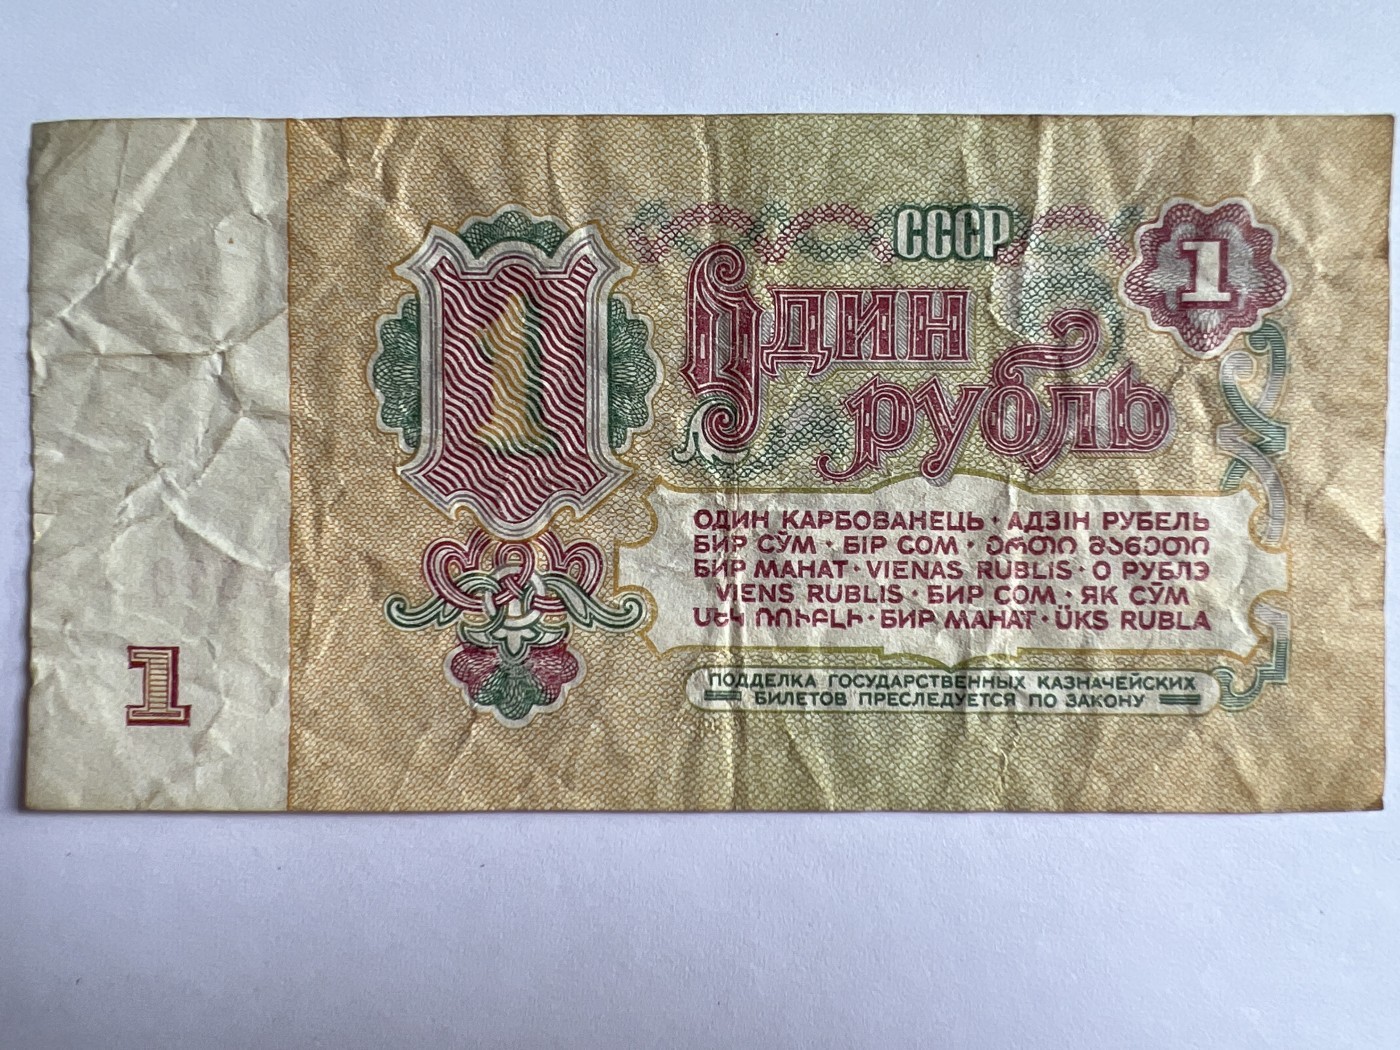 СССР
1
1
Один
рубль
ОДИН КАРБОВАНЕЦЬ · АДЗІН РУБЕЛЬ
БИР СЎМ · БІР СОМ · ᲔᲠᲗᲘ ᲛᲐᲜᲔᲗᲘ
БИР МАНАТ · VIENAS RUBLIS · О РУБЛЭ
VIENS RUBLIS · БИР СОМ · ЯК СӮМ
ՄԵԿ ՌՈՒԲԼԻ · БИР МАНАТ · ÜKS RUBLA
ПОДДЕЛКА ГОСУДАРСТВЕННЫХ КАЗНАЧЕЙСКИХ
БИЛЕТОВ ПРЕСЛЕДУЕТСЯ ПО ЗАКОНУ
1